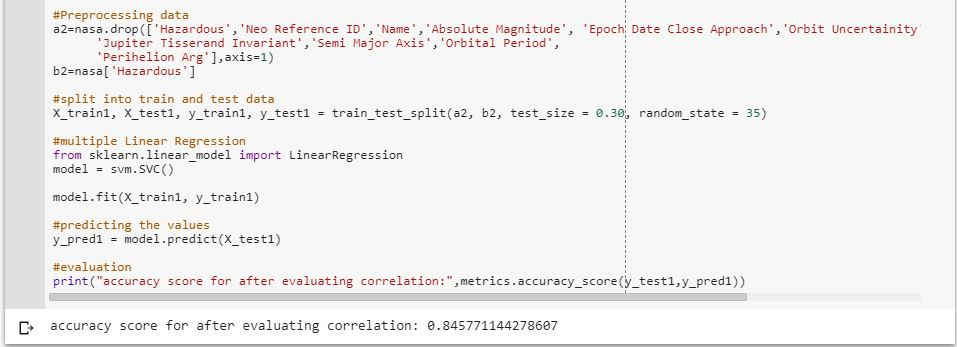 #Preprocessing data
a2=nasa.drop(['Hazardous','Neo Reference ID','Name','Absolute Magnitude', 'Epoch Date Close Approach','Orbit Uncertainity'
'Jupiter Tisserand Invariant','Semi Major Axis','Orbital Period',
'Perihelion Arg'],axis=1)
b2=nasa['Hazardous']
#split into train and test data
X_train1, X_test1, y_train1, y_test1 = train_test_split(a2, b2, test_size = 0.30, random_state = 35)
#multiple Linear Regression
from sklearn.linear_model import LinearRegression
model = svm.SVC()
model.fit(X_train1, y_train1)
#predicting the values
y_pred1 = model.predict(X_test1)
#evaluation
print("accuracy score for after evaluating correlation:",metrics.accuracy_score(y_test1,y_pred1))
accuracy score for after evaluating correlation: 0.845771144278607